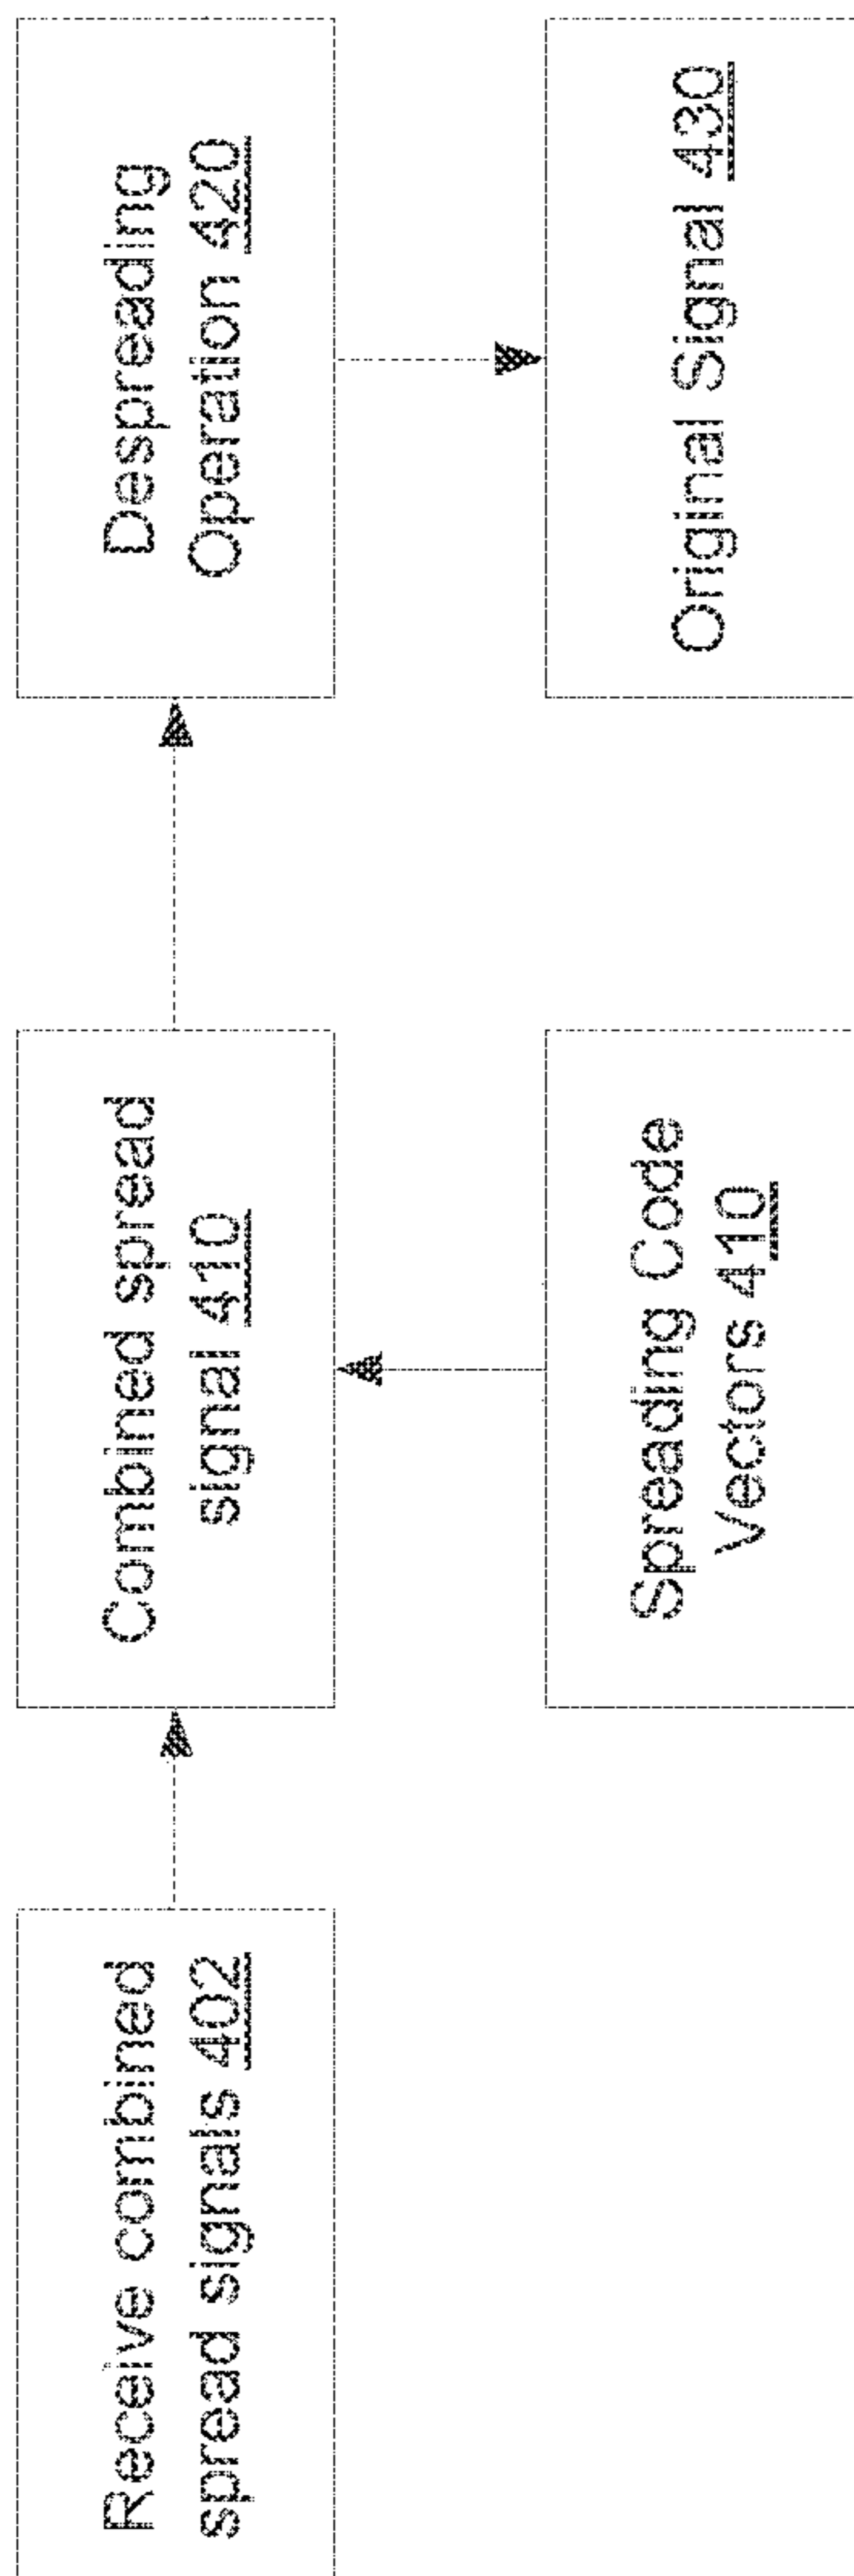 Receive combined
spread signals 402
Combined spread
signal 410
Despreading
Operation 420
Spreading Code
Vectors 410
Original Signal 430